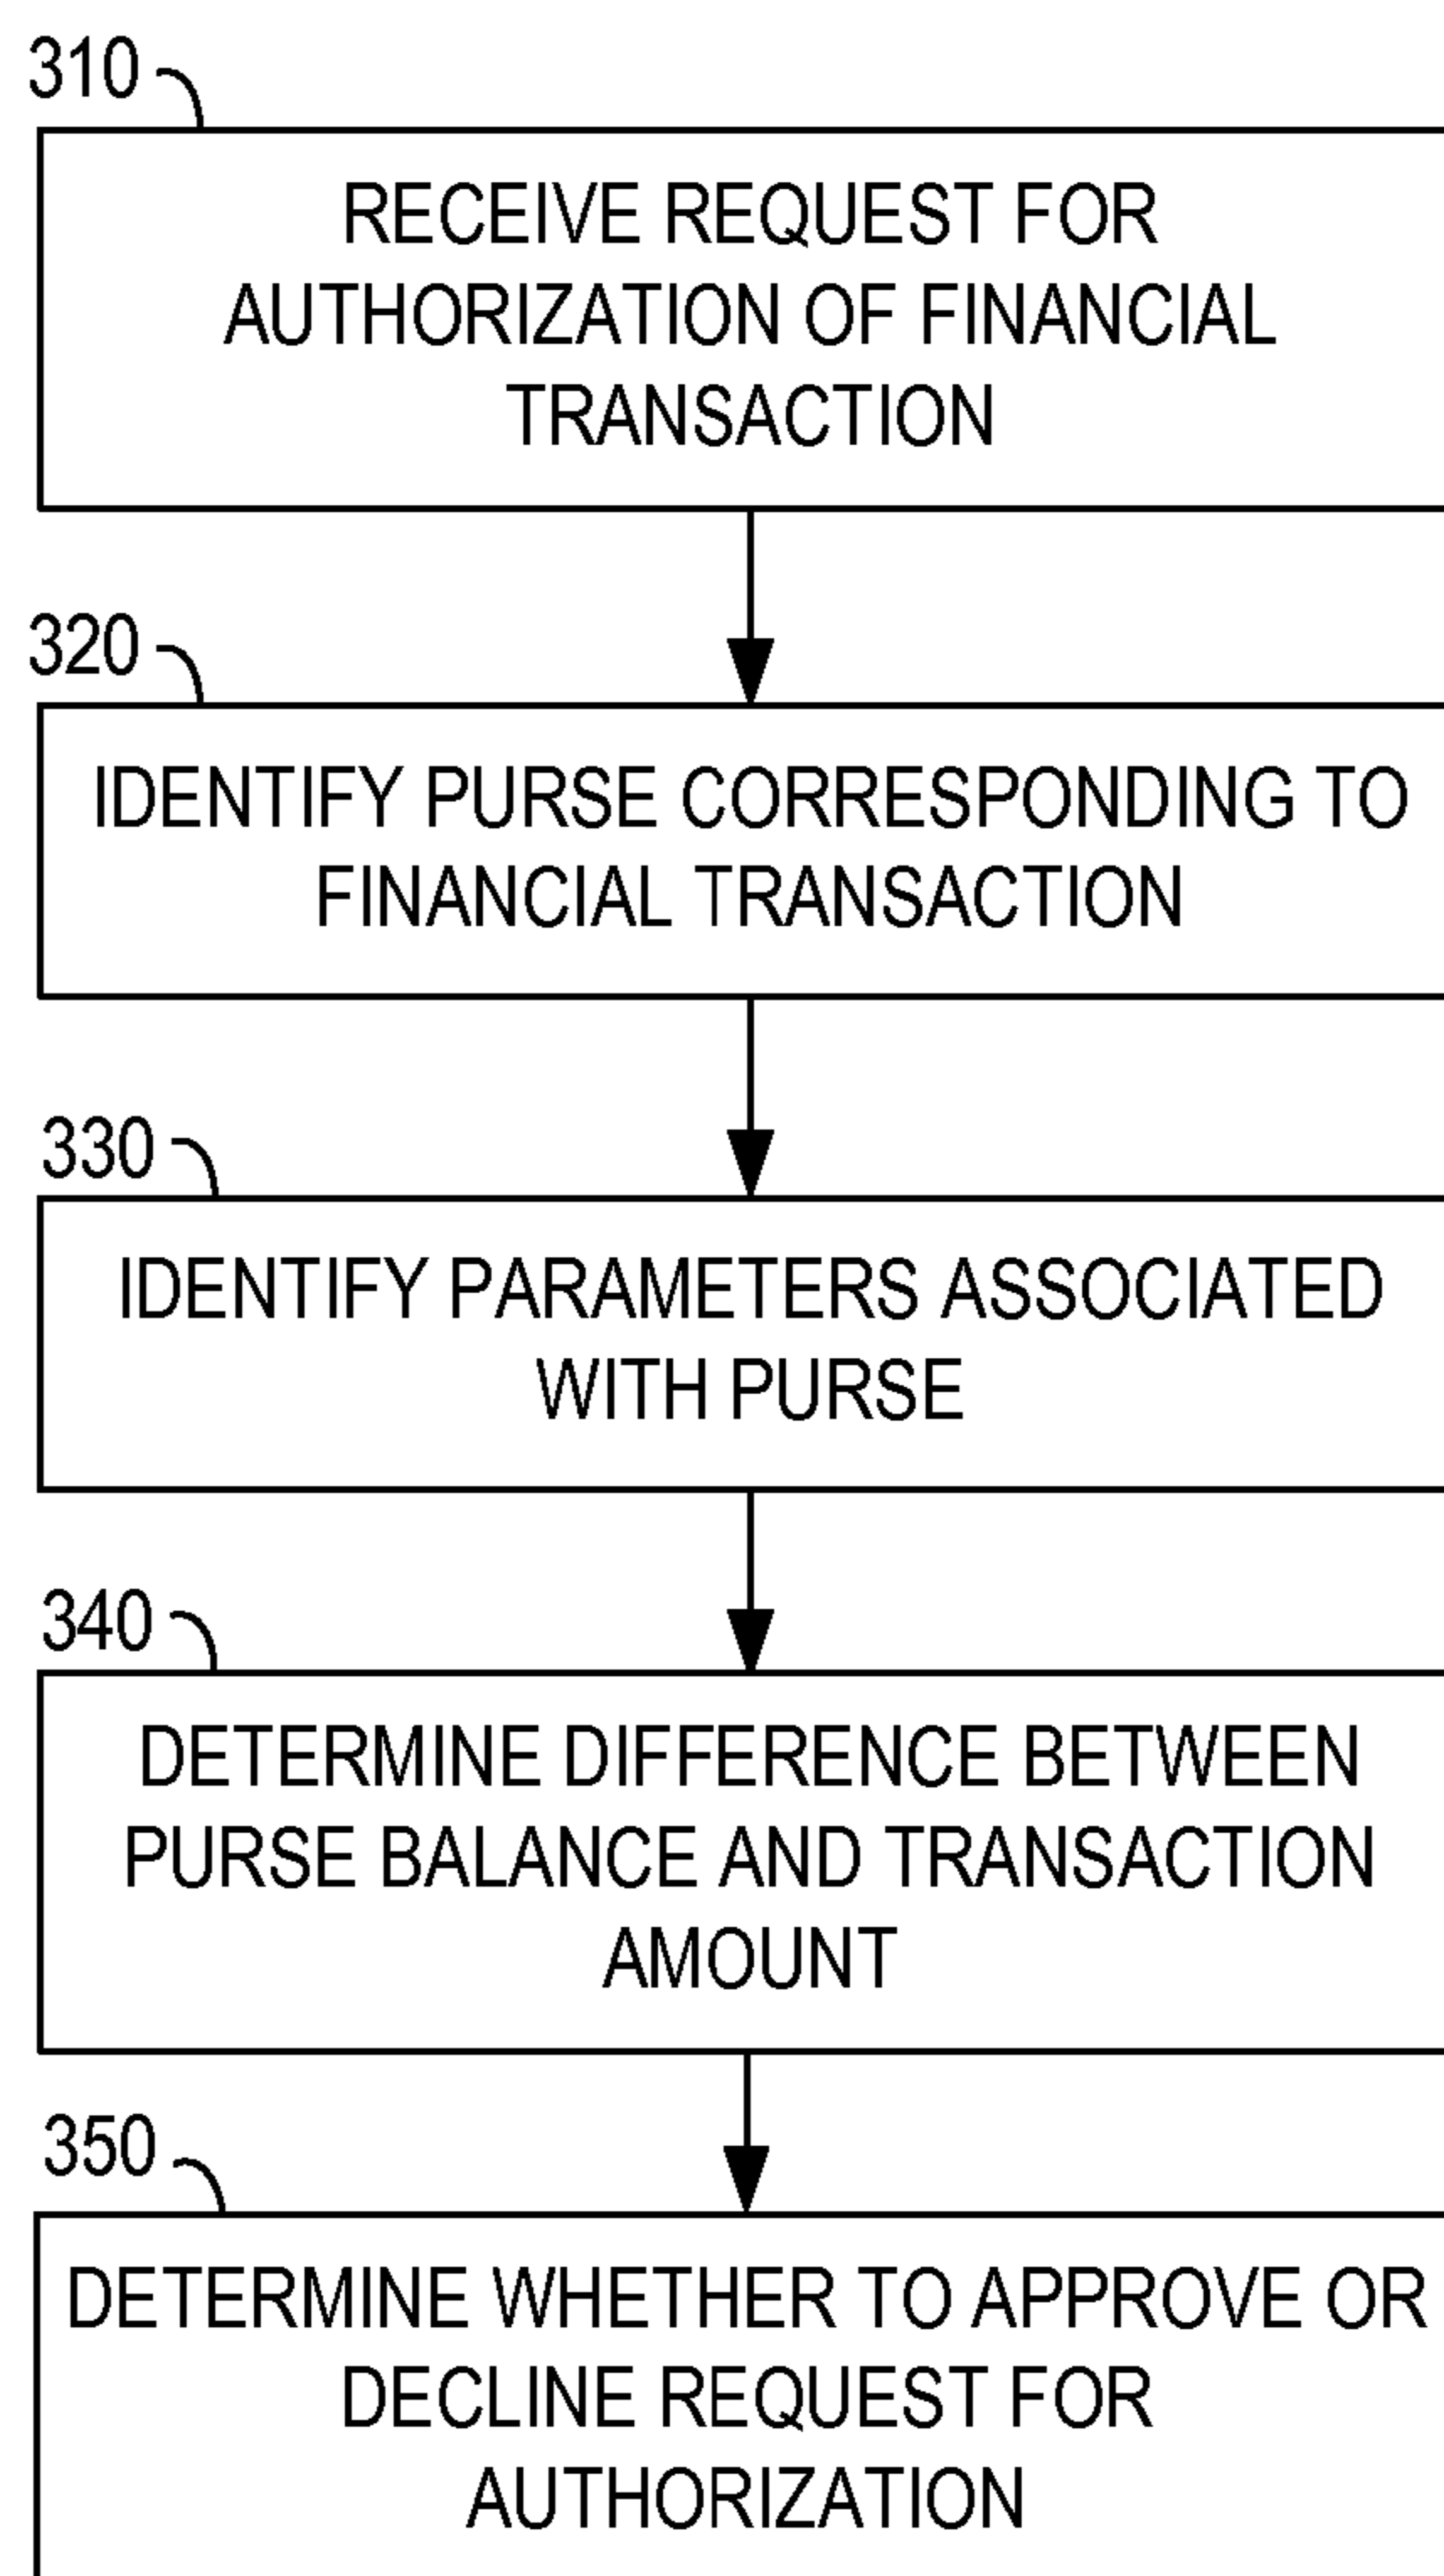 310
RECEIVE REQUEST FOR
AUTHORIZATION OF FINANCIAL
TRANSACTION
320
IDENTIFY PURSE CORRESPONDING TO
FINANCIAL TRANSACTION
330
IDENTIFY PARAMETERS ASSOCIATED
WITH PURSE
340
DETERMINE DIFFERENCE BETWEEN
PURSE BALANCE AND TRANSACTION
AMOUNT
350
DETERMINE WHETHER TO APPROVE OR
DECLINE REQUEST FOR
AUTHORIZATION